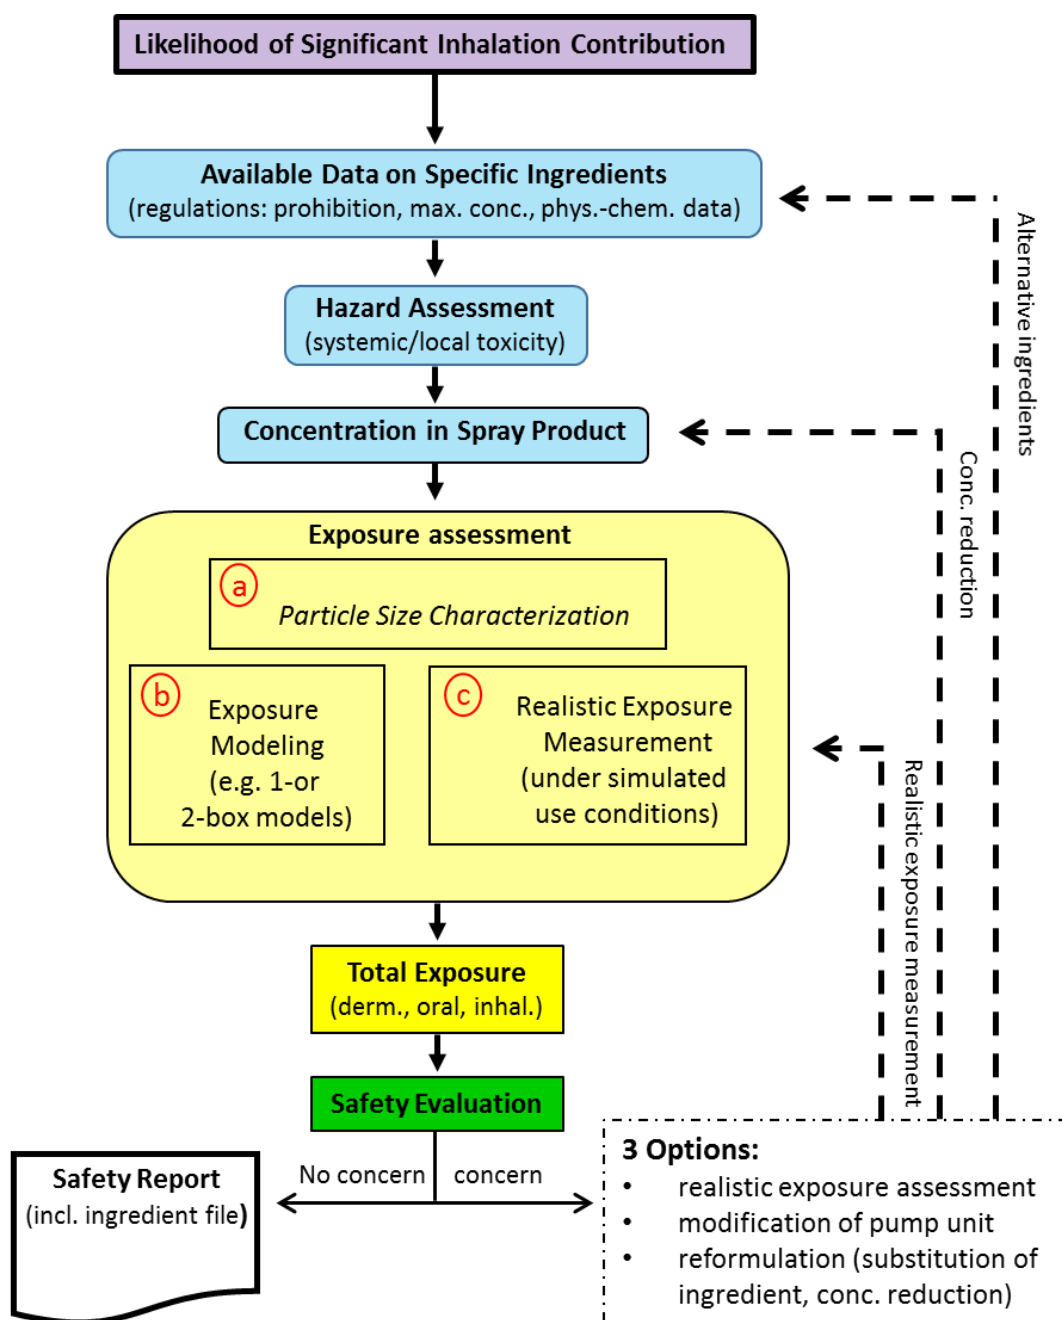 Likelihood of Significant Inhalation Contribution
Available Data on Specific Ingredients
(regulations: prohibition, max. conc., phys.-chem. data)
Hazard Assessment
(systemic/local toxicity)
Concentration in Spray Product
Exposure assessment
a
Particle Size Characterization
b
Exposure
Modeling
(e.g. 1-or
2-box models)
c
Realistic Exposure
Measurement
(under simulated
use conditions)
Total Exposure
(derm., oral, inhal.)
Safety Evaluation
No concern
concern
Safety Report
(incl. ingredient file)
3 Options:
• realistic exposure assessment
• modification of pump unit
• reformulation (substitution of
ingredient, conc. reduction)
Realistic exposure measurement
Conc. reduction
Alternative ingredients